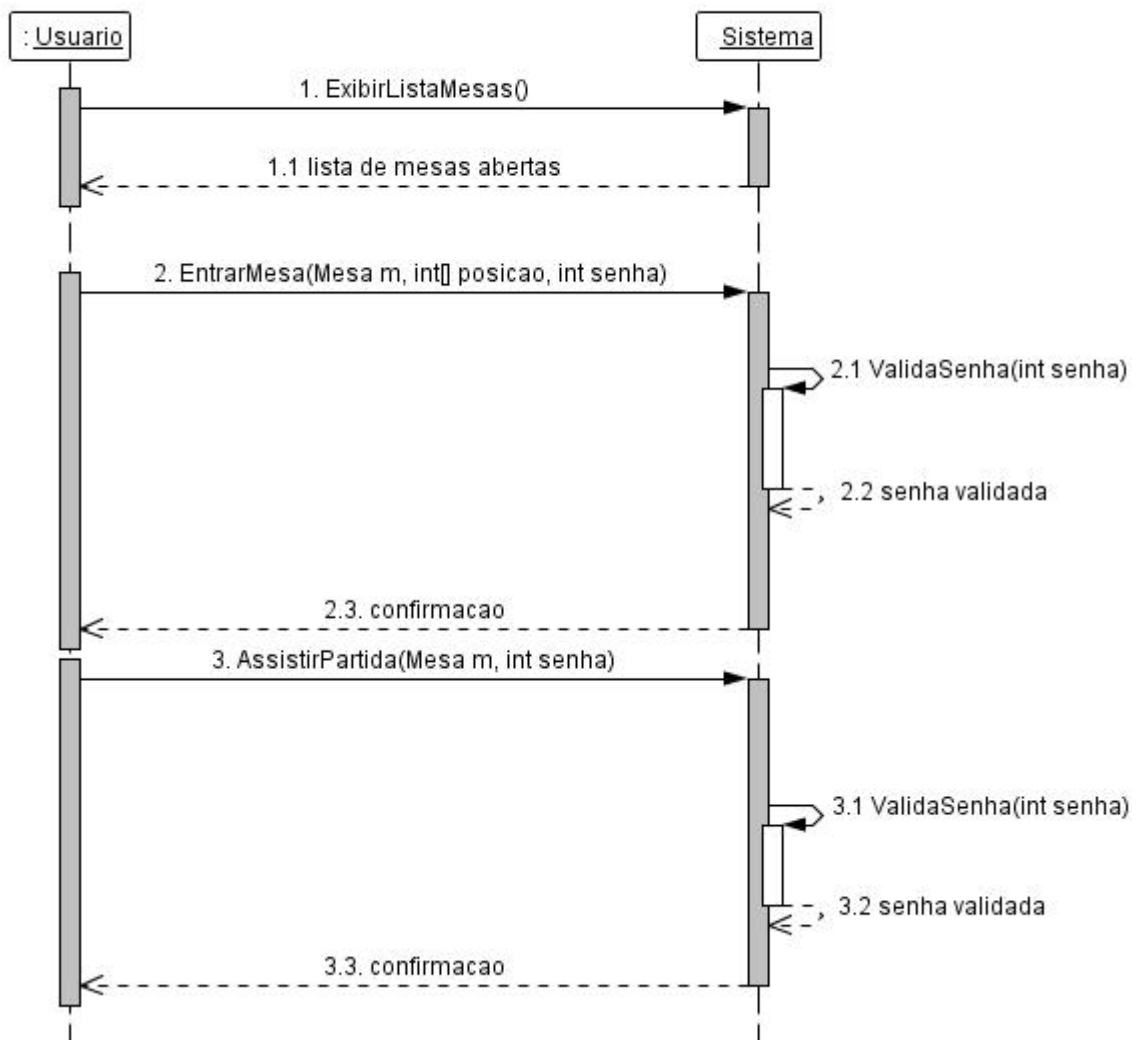 : Usuario
Sistema
1. ExibirListaMesas()
1.1 lista de mesas abertas
2. EntrarMesa(Mesa m, int[] posicao, int senha)
2.1 ValidaSenha(int senha)
2.2 senha validada
2.3. confirmacao
3. AssistirPartida(Mesa m, int senha)
3.1 ValidaSenha(int senha)
3.2 senha validada
3.3. confirmacao